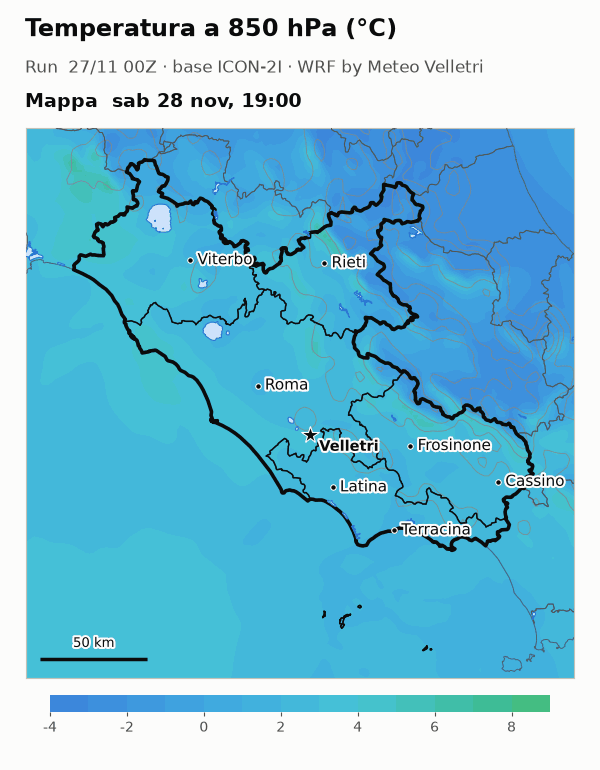 Temperatura a 850 hPa (°C)
Run  27/11 00Z · base ICON-2I · WRF by Meteo Velletri
Mappa  sab 28 nov, 19:00
Viterbo
Rieti
Roma
Velletri
Frosinone
Cassino
Latina
Terracina
50 km
-4 -2 0 2 4 6 8